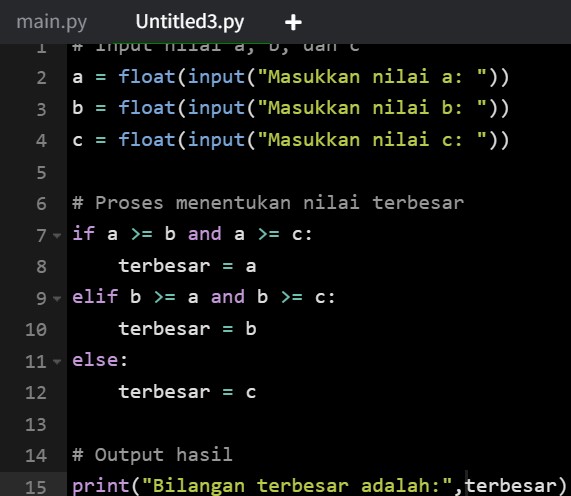 main.py Untitled3.py +
1 # Input nilai a, b, dan c
2 a = float(input("Masukkan nilai a: "))
3 b = float(input("Masukkan nilai b: "))
4 c = float(input("Masukkan nilai c: "))
5
6 # Proses menentukan nilai terbesar
7 if a >= b and a >= c:
8     terbesar = a
9 elif b >= a and b >= c:
10     terbesar = b
11 else:
12     terbesar = c
13
14 # Output hasil
15 print("Bilangan terbesar adalah:",terbesar)